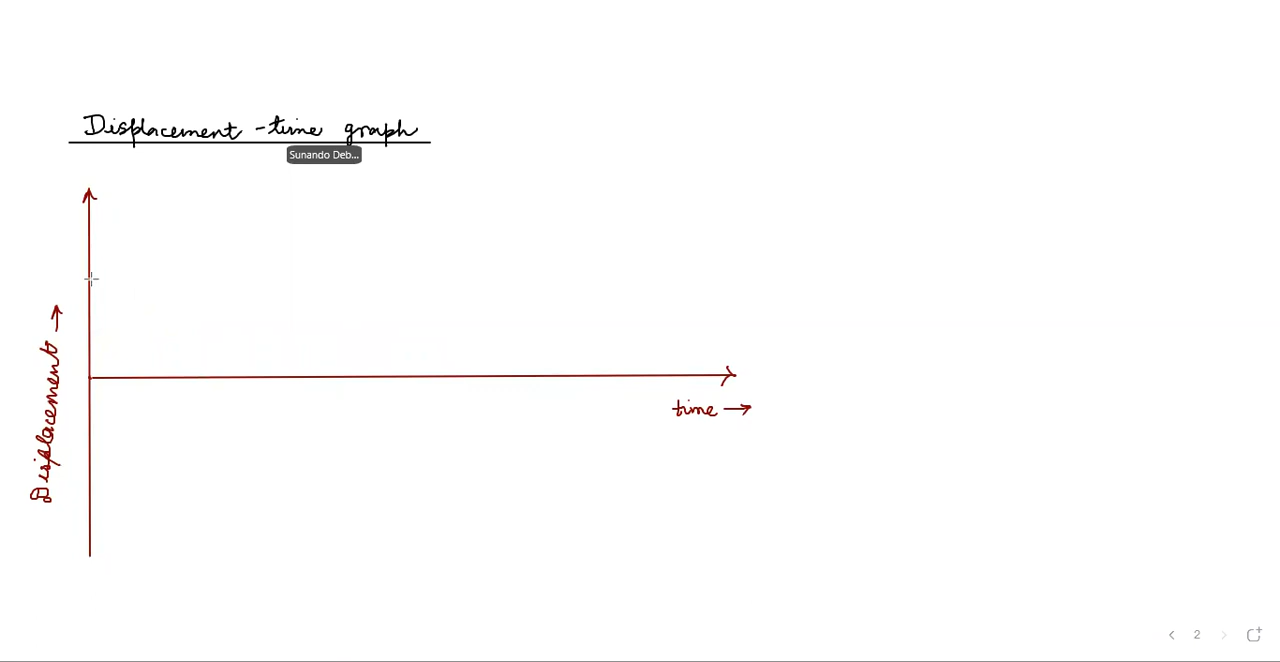 Displacement - time graph
Sunando Deb...
Displacement →
time →
2